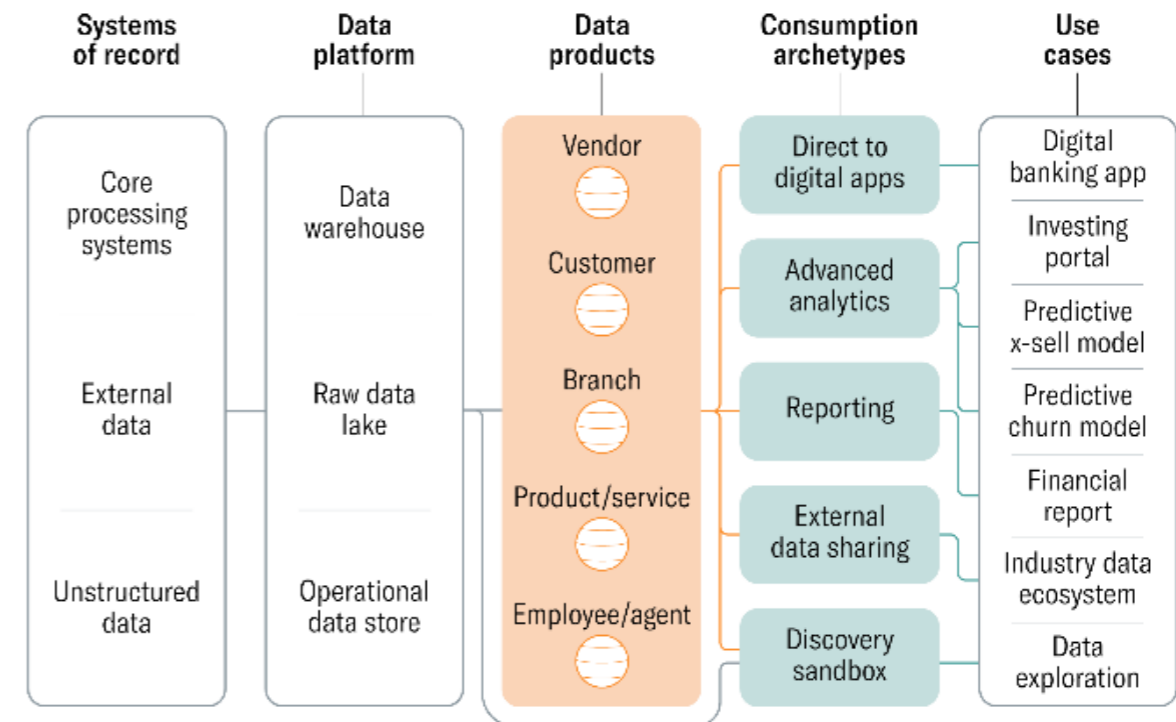 Systems
of record
Data
platform
Data
products
Consumption
archetypes
Use
cases
Core
processing
systems
External
data
Unstructured
data
Data
warehouse
Raw data
lake
Operational
data store
Vendor
Customer
Branch
Product/service
Employee/agent
Direct to
digital apps
Advanced
analytics
Reporting
External
data sharing
Discovery
sandbox
Digital
banking app
Investing
portal
Predictive
x-sell model
Predictive
churn model
Financial
report
Industry data
ecosystem
Data
exploration